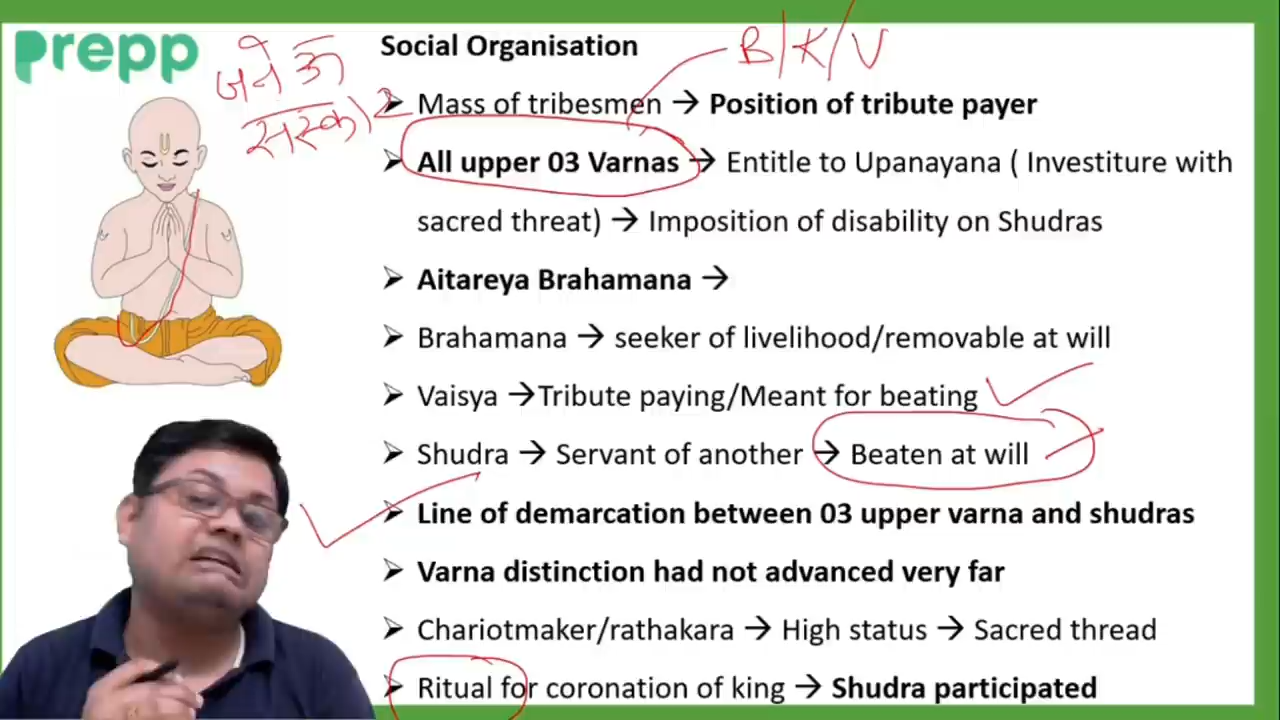 Prepp
जनेऊ
संस्कार
B/K/V
Social Organisation
➢ Mass of tribesmen → Position of tribute payer
➢ All upper 03 Varnas → Entitle to Upanayana ( Investiture with
sacred threat) → Imposition of disability on Shudras
➢ Aitareya Brahamana →
➢ Brahamana → seeker of livelihood/removable at will
➢ Vaisya →Tribute paying/Meant for beating
➢ Shudra → Servant of another → Beaten at will
➢ Line of demarcation between 03 upper varna and shudras
➢ Varna distinction had not advanced very far
➢ Chariotmaker/rathakara → High status → Sacred thread
➢ Ritual for coronation of king → Shudra participated